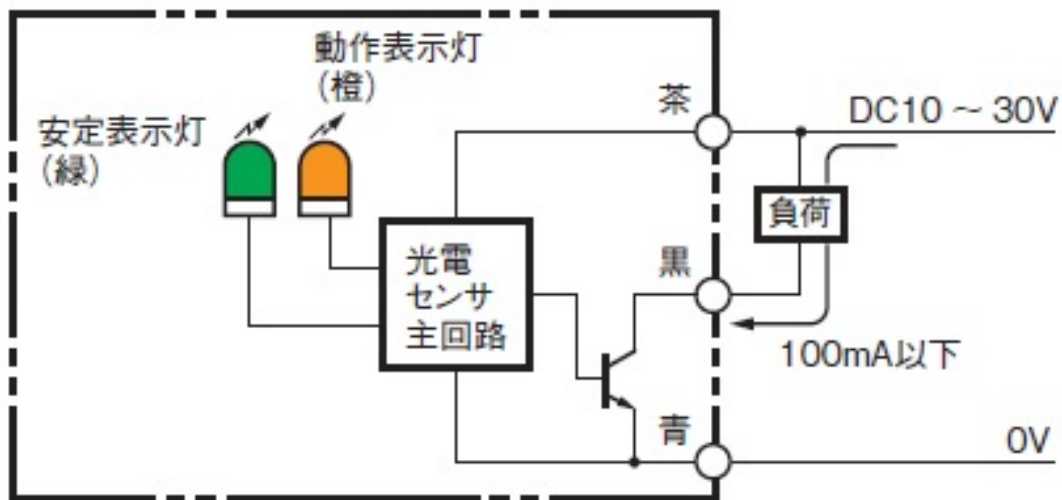 動作表示灯
(橙)
安定表示灯
(緑)
茶
DC10 ～ 30V
負荷
光電
センサ
主回路
黒
100mA以下
青
0V